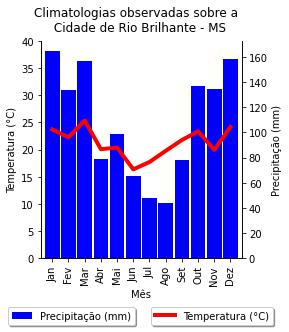 Climatologias observadas sobre a
Cidade de Rio Brilhante - MS
40
35
30
25
20
15
10
5
0
Temperatura (°C)
160
140
120
100
80
60
40
20
0
Precipitação (mm)
Jan
Fev
Mar
Abr
Mai
Jun
Jul
Ago
Set
Out
Nov
Dez
Mês
Precipitação (mm)
Temperatura (°C)